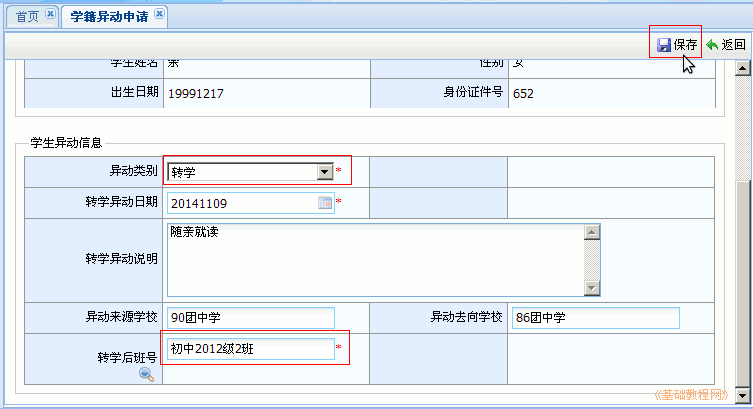 首页 学籍异动申请
保存 返回
学生姓名 余 性别 女
出生日期 19991217 身份证件号 652
学生异动信息
异动类别 转学 *
转学异动日期 20141109 *
转学异动说明 随亲就读
异动来源学校 90团中学 异动去向学校 86团中学
转学后班号 初中2012级2班 *
《基础教程网》